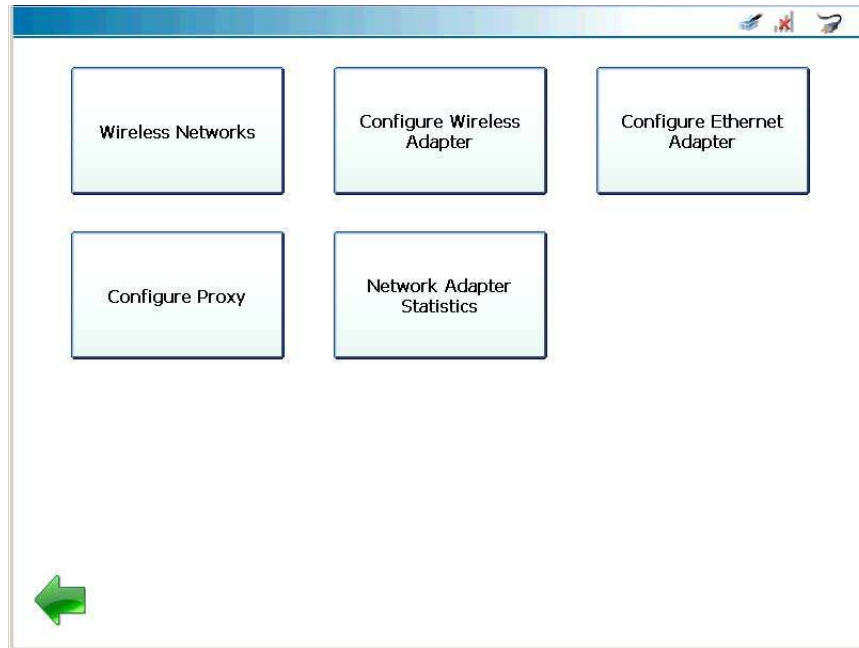 Wireless Networks
Configure Wireless
Adapter
Configure Ethernet
Adapter
Configure Proxy
Network Adapter
Statistics